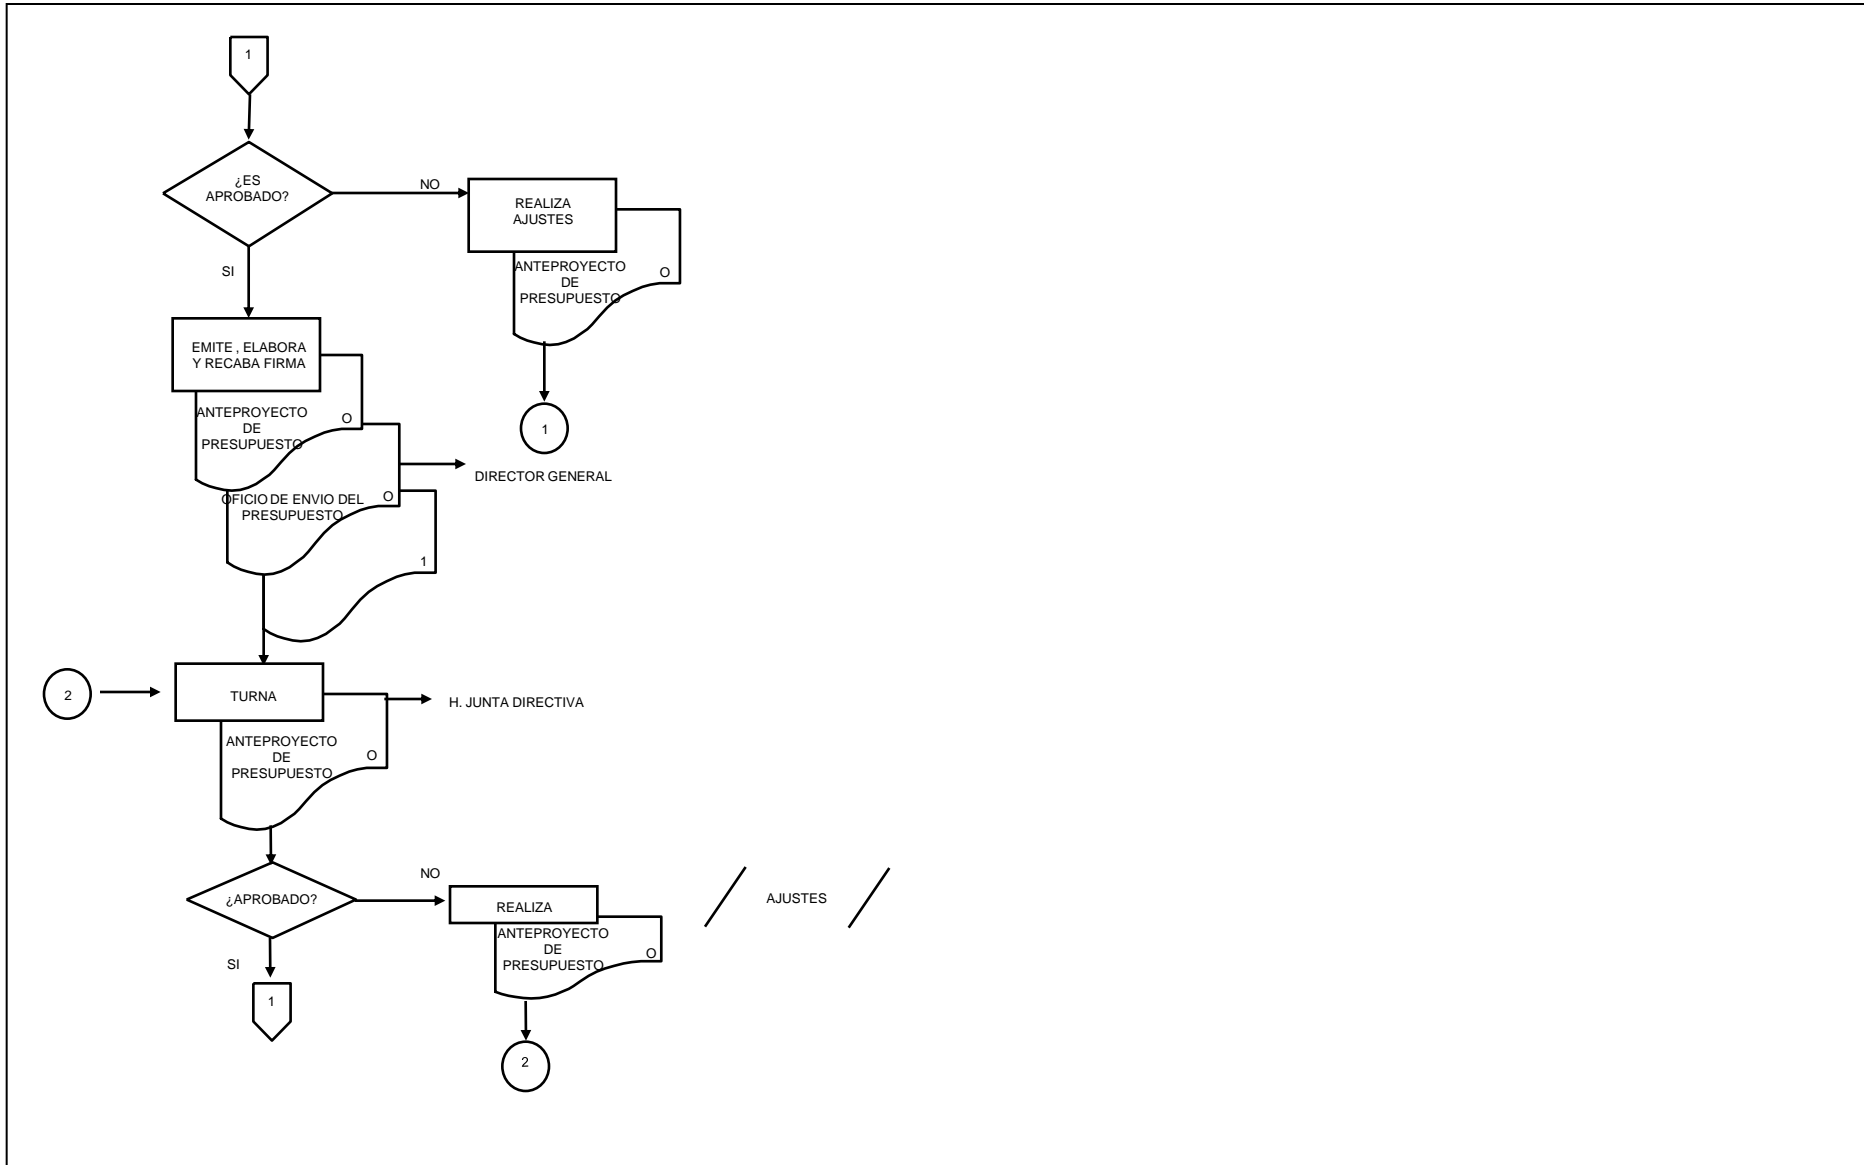 1
¿ES
APROBADO?
NO
REALIZA
AJUSTES
ANTEPROYECTO
DE
PRESUPUESTO
O
1
SI
EMITE , ELABORA
Y RECABA FIRMA
ANTEPROYECTO
DE
PRESUPUESTO
O
DIRECTOR GENERAL
OFICIO DE ENVIO DEL
PRESUPUESTO
O
1
2
TURNA
H. JUNTA DIRECTIVA
ANTEPROYECTO
DE
PRESUPUESTO
O
¿APROBADO?
NO
REALIZA
AJUSTES
ANTEPROYECTO
DE
PRESUPUESTO
O
SI
1
2